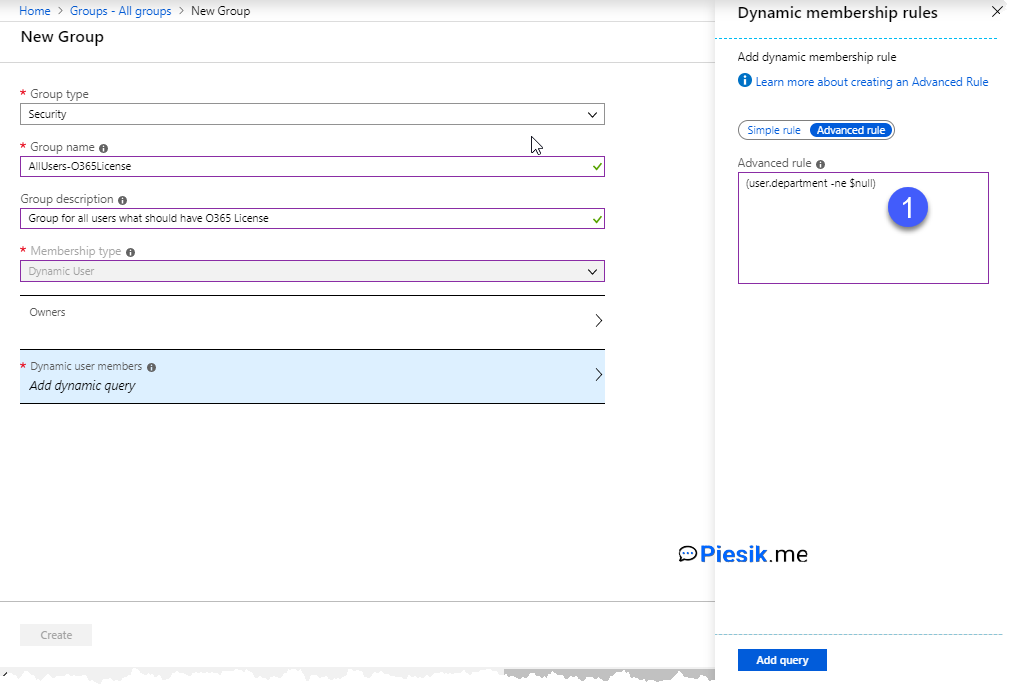 Home > Groups - All groups > New Group
New Group
* Group type
Security
* Group name
AllUsers-O365License
Group description
Group for all users what should have O365 License
* Membership type
Dynamic User
Owners
* Dynamic user members
Add dynamic query
Create
Dynamic membership rules
Add dynamic membership rule
Learn more about creating an Advanced Rule
Simple rule Advanced rule
Advanced rule
(user.department -ne $null)
1
Piesik.me
Add query